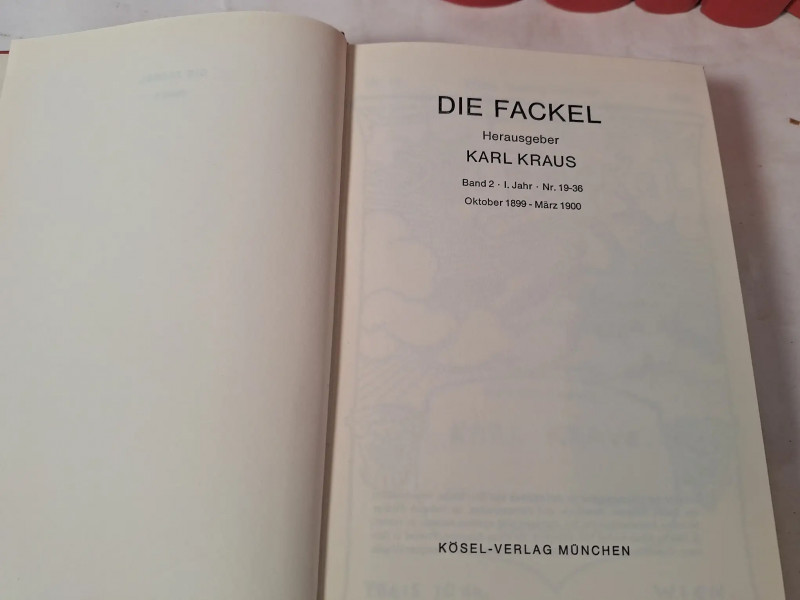 DIE FACKEL
Herausgeber
KARL KRAUS
Band 2 · I. Jahr · Nr. 19-36
Oktober 1899 - März 1900
KÖSEL-VERLAG MÜNCHEN